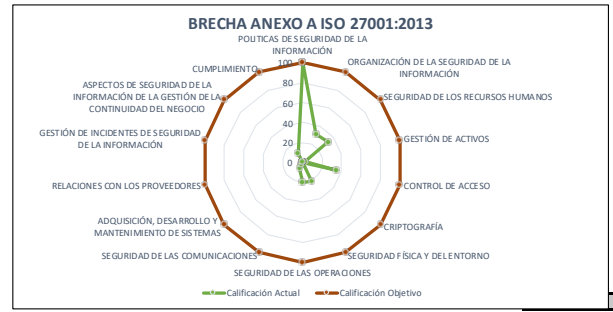 BRECHA ANEXO A ISO 27001:2013
POLITICAS DE SEGURIDAD DE LA
INFORMACIÓN
ORGANIZACIÓN DE LA SEGURIDAD DE LA
INFORMACIÓN
SEGURIDAD DE LOS RECURSOS HUMANOS
GESTIÓN DE ACTIVOS
CONTROL DE ACCESO
CRIPTOGRAFÍA
SEGURIDAD FÍSICA Y DEL ENTORNO
SEGURIDAD DE LAS OPERACIONES
SEGURIDAD DE LAS COMUNICACIONES
ADQUISICIÓN, DESARROLLO Y
MANTENIMIENTO DE SISTEMAS
RELACIONES CON LOS PROVEEDORES
GESTIÓN DE INCIDENTES DE SEGURIDAD
DE LA INFORMACIÓN
ASPECTOS DE SEGURIDAD DE LA
INFORMACIÓN DE LA GESTIÓN DE LA
CONTINUIDAD DEL NEGOCIO
CUMPLIMIENTO
100
80
60
40
20
0
Calificación Actual
Calificación Objetivo